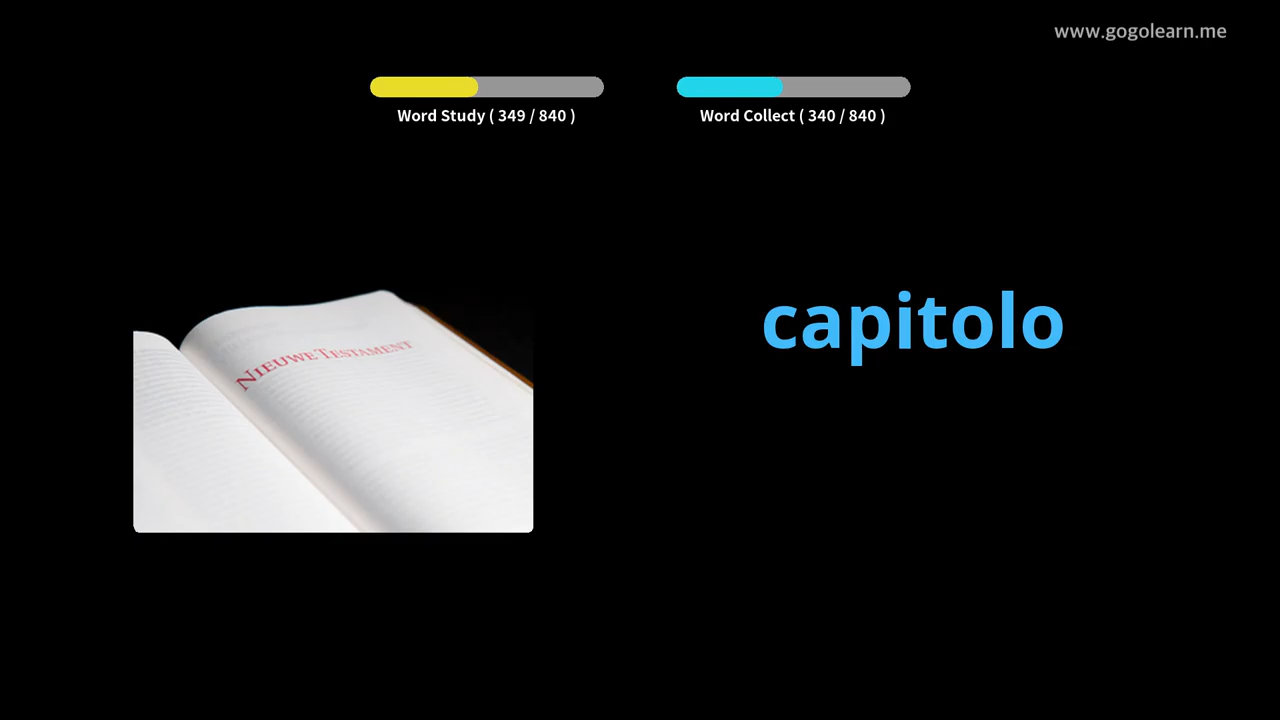 www.gogolearn.me
Word Study ( 349 / 840 )
Word Collect ( 340 / 840 )
NIEUWE TESTAMENT
capitolo